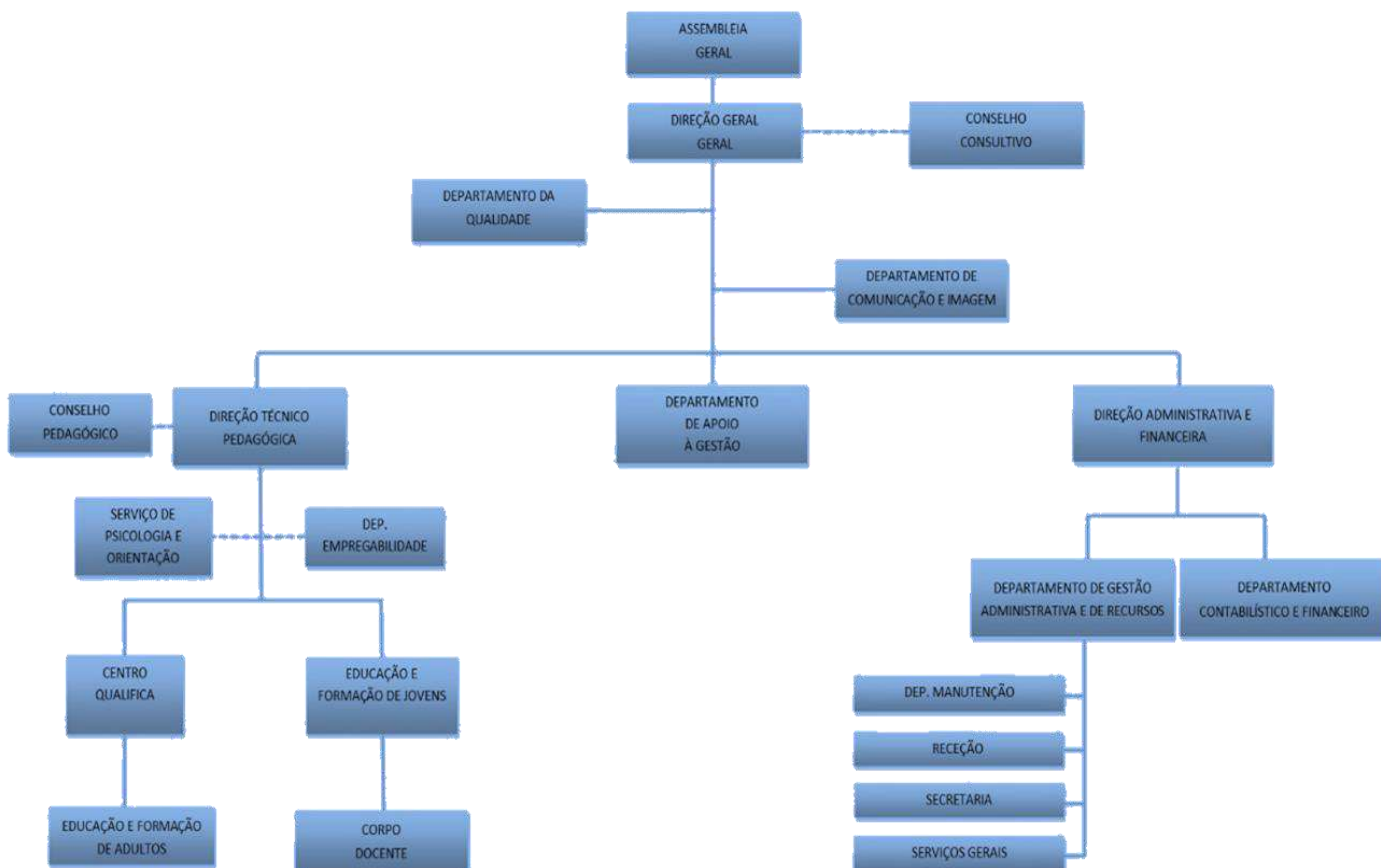 ASSEMBLEIA
GERAL
DIREÇÃO GERAL
GERAL
CONSELHO
CONSULTIVO
DEPARTAMENTO DA
QUALIDADE
DEPARTAMENTO DE
COMUNICAÇÃO E IMAGEM
CONSELHO
PEDAGÓGICO
DIREÇÃO TÉCNICO
PEDAGÓGICA
DEPARTAMENTO
DE APOIO
À GESTÃO
DIREÇÃO ADMINISTRATIVA E
FINANCEIRA
SERVIÇO DE
PSICOLOGIA E
ORIENTAÇÃO
DEP.
EMPREGABILIDADE
DEPARTAMENTO DE GESTÃO
ADMINISTRATIVA E DE RECURSOS
DEPARTAMENTO
CONTABILÍSTICO E FINANCEIRO
CENTRO
QUALIFICA
EDUCAÇÃO E
FORMAÇÃO DE JOVENS
DEP. MANUTENÇÃO
RECEÇÃO
SECRETARIA
SERVIÇOS GERAIS
EDUCAÇÃO E FORMAÇÃO
DE ADULTOS
CORPO
DOCENTE